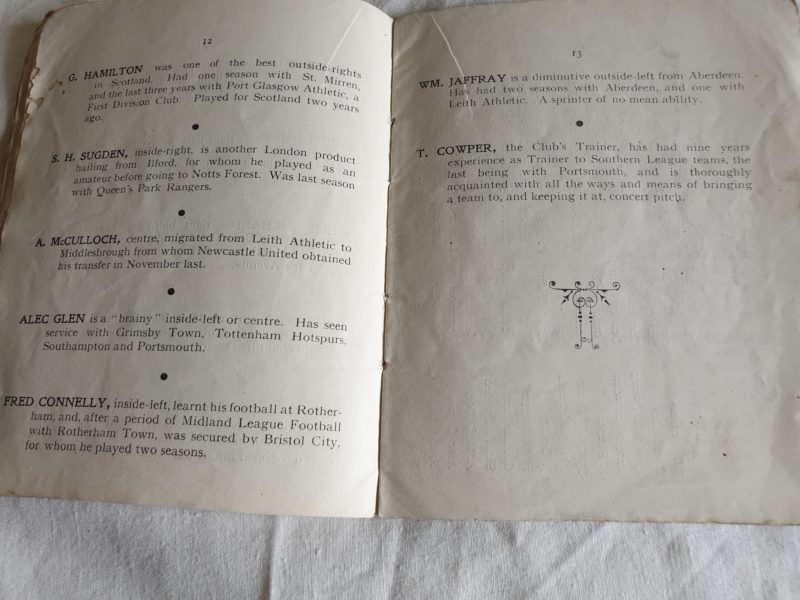 12
G. HAMILTON was one of the best outside-rights
in Scotland. Had one season with St. Mirren,
and the last three years with Port Glasgow Athletic, a
First Division Club. Played for Scotland two years
ago.
S. H. SUGDEN, inside-right, is another London product
hailing from Ilford, for whom he played as an
amateur before going to Notts Forest. Was last season
with Queen's Park Rangers.
A. McCULLOCH, centre, migrated from Leith Athletic to
Middlesbrough from whom Newcastle United obtained
his transfer in November last.
ALEC GLEN is a "brainy" inside-left or centre. Has seen
service with Grimsby Town, Tottenham Hotspurs,
Southampton and Portsmouth.
FRED CONNELLY, inside-left, learnt his football at Rother-
ham, and, after a period of Midland League Football
with Rotherham Town, was secured by Bristol City,
for whom he played two seasons.
13
WM. JAFFRAY is a diminutive outside-left from Aberdeen.
Has had two seasons with Aberdeen, and one with
Leith Athletic. A sprinter of no mean ability.
T. COWPER, the Club's Trainer, has had nine years
experience as Trainer to Southern League teams, the
last being with Portsmouth, and is thoroughly
acquainted with all the ways and means of bringing
a team to, and keeping it at, concert pitch.